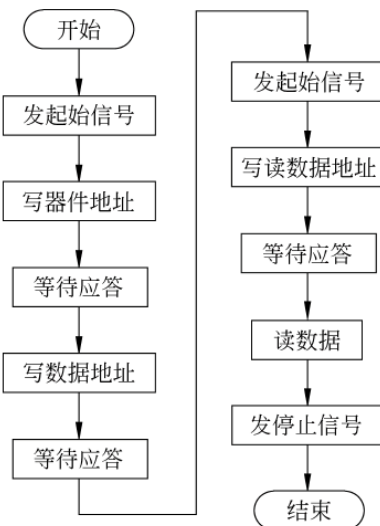 开始
发起始信号
写器件地址
等待应答
写数据地址
等待应答
发起始信号
写读数据地址
等待应答
读数据
发停止信号
结束